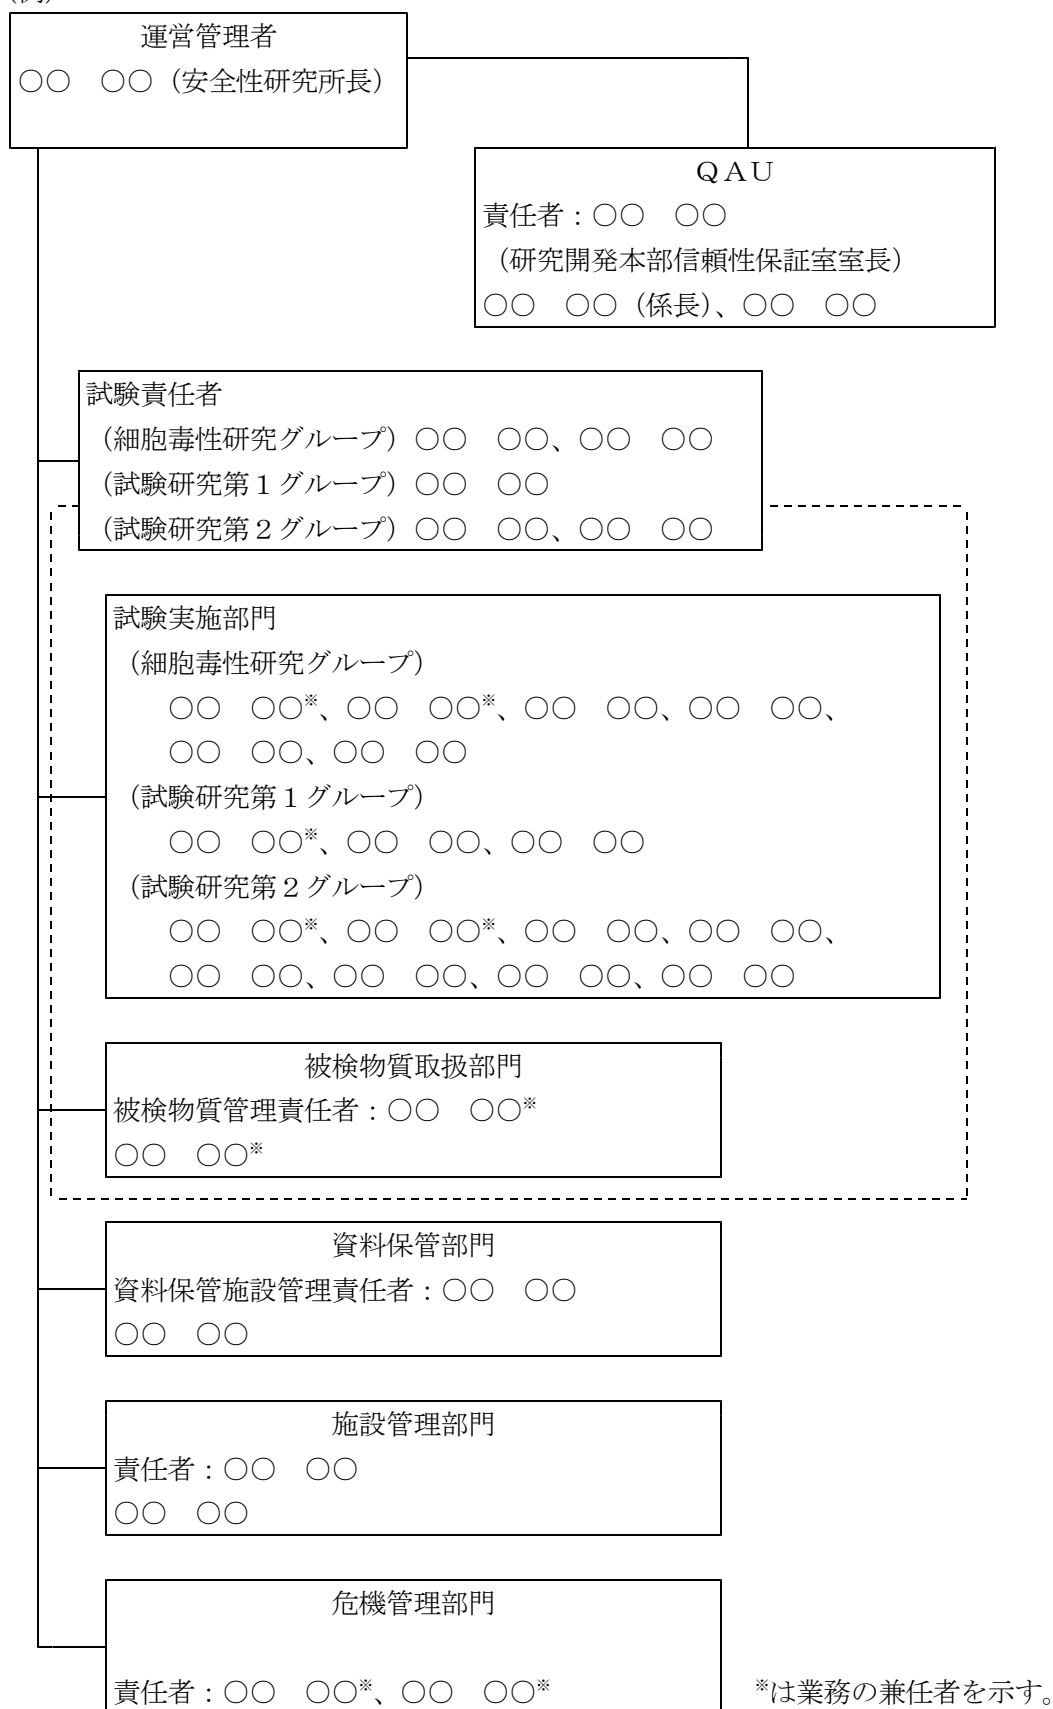 （例）
運営管理者
○○　○○（安全性研究所長）
ＱＡＵ
責任者：○○　○○
（研究開発本部信頼性保証室室長）
○○　○○（係長）、○○　○○
試験責任者
（細胞毒性研究グループ）○○　○○、○○　○○
（試験研究第１グループ）○○　○○
（試験研究第２グループ）○○　○○、○○　○○
試験実施部門
（細胞毒性研究グループ）
○○　○○※、○○　○○※、○○　○○、○○　○○、
○○　○○、○○　○○
（試験研究第１グループ）
○○　○○※、○○　○○、○○　○○
（試験研究第２グループ）
○○　○○※、○○　○○※、○○　○○、○○　○○、
○○　○○、○○　○○、○○　○○、○○　○○
被検物質取扱部門
被検物質管理責任者：○○　○○※
○○　○○※
資料保管部門
資料保管施設管理責任者：○○　○○
○○　○○
施設管理部門
責任者：○○　○○
○○　○○
危機管理部門
責任者：○○　○○※、○○　○○※
※は業務の兼任者を示す。